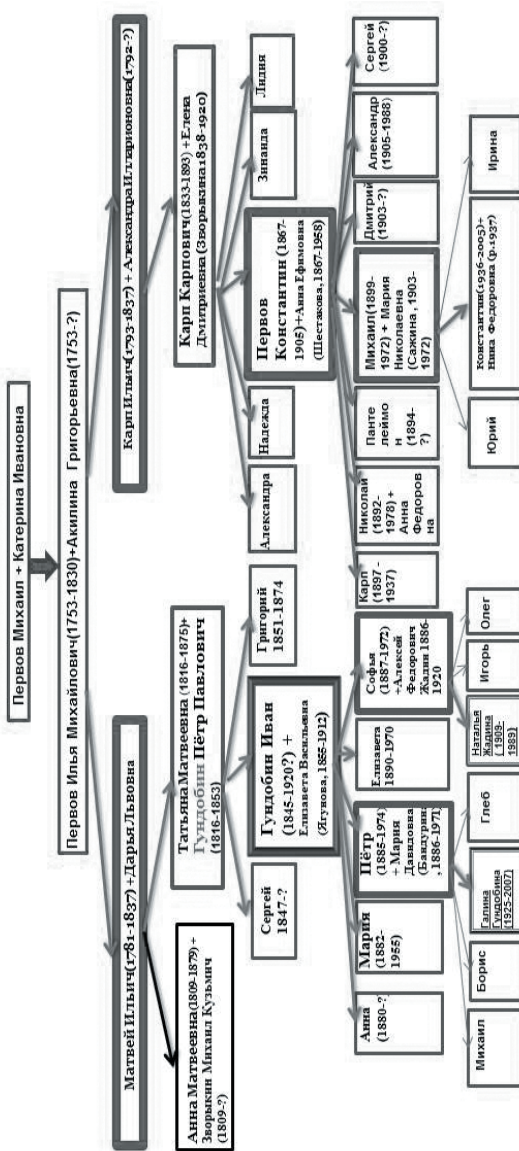 Первов Михаил + Катерина Ивановна
Первов Илья Михайлович(1753-1830)+Акилина Григорьевна(1753-?)
Матвей Ильич(1781-1837) +Дарья Львовна
Карп Ильич(1793-1837) + Александра Илларионовна(1792-?)
Анна Матвеевна(1809-1879) +
Зворыкин Михаил Кузьмич
(1809-?)
Татьяна Матвеевна (1816-1875)+
Гундобин Пётр Павлович
(1816-1853)
Карп Карпович(1833-1893) +Елена
Дмитриевна (Зворыкина1838-1920)
Сергей
1847-?
Гундобин Иван
(1845-1920?) +
Елизавета Васильевна
(Ягунова, 1855-1912)
Григорий
1851-1874
Александра
Надежда
Первов
Константин (1867-
1905)+Анна Ефимовна
(Шестакова, 1867-1958)
Зинанда
Лидия
Анна
(1880-?)
Мария
(1882-
1955)
Пётр
(1885-1974)
+ Мария
Давидовна
(Бандурина
, 1886-1971)
Елизавета
1890-1970
Софья
(1887-1972)
+Алексей
Федорович
Жадин 1886-
1920
Карп
(1897 -
1937)
Николай
(1892-
1978) +
Анна
Федоров
на
Панте
леймо
н
(1894-
?)
Михаил(1899-
1972) + Мария
Николаевна
(Сажина, 1903-
1972)
Дмитрий
(1903-?)
Александр
(1905-1988)
Сергей
(1900-?)
Михаил
Борис
Галина
Гундобина
(1925-2007)
Глеб
Наталья
Жадина
( 1909-
1989)
Игорь
Олег
Юрий
Константин(1936-2005)+
Нина Федоровна (р.1937)
Ирина